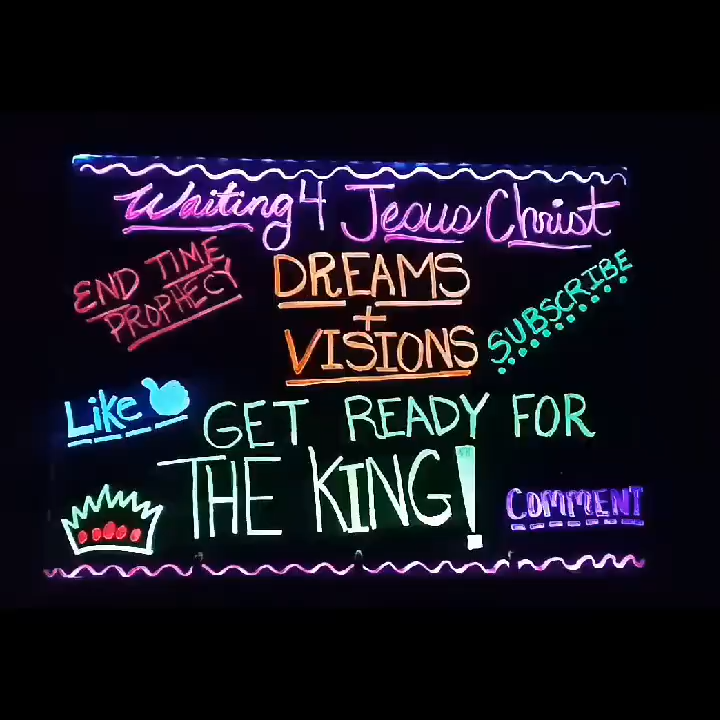 Waiting 4 Jesus Christ
END TIME
PROPHECY
DREAMS
+
VISIONS
SUBSCRIBE
Like
GET READY FOR
THE KING!
COMMENT